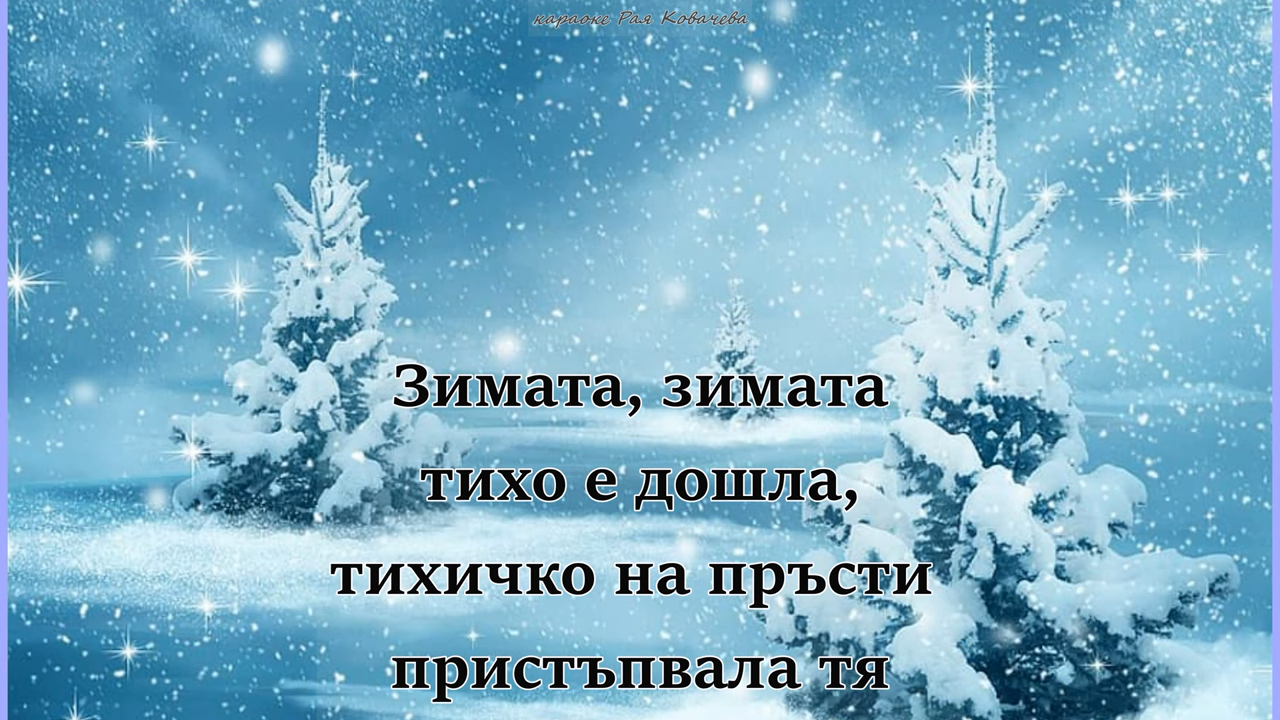 караоке Рая Ковачева
Зимата, зимата
тихо е дошла,
тихичко на пръсти
пристъпвала тя